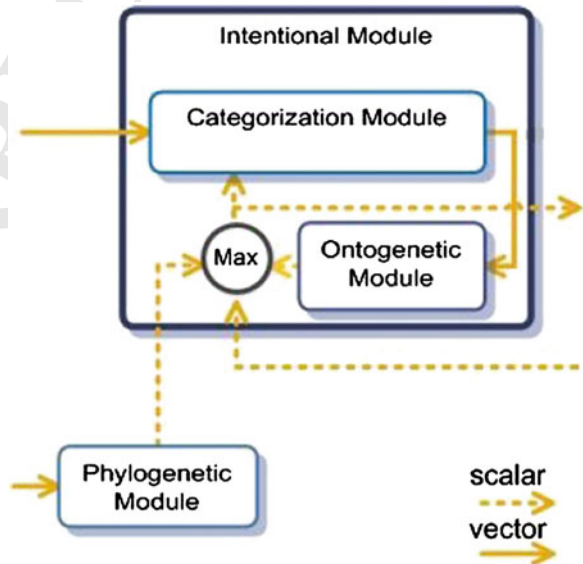 Intentional Module
Categorization Module
Max
Ontogenetic
Module
Phylogenetic
Module
scalar
vector